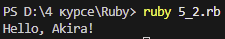 PS D:\4 курсе\Ruby> ruby 5_2.rb
Hello, Akira!